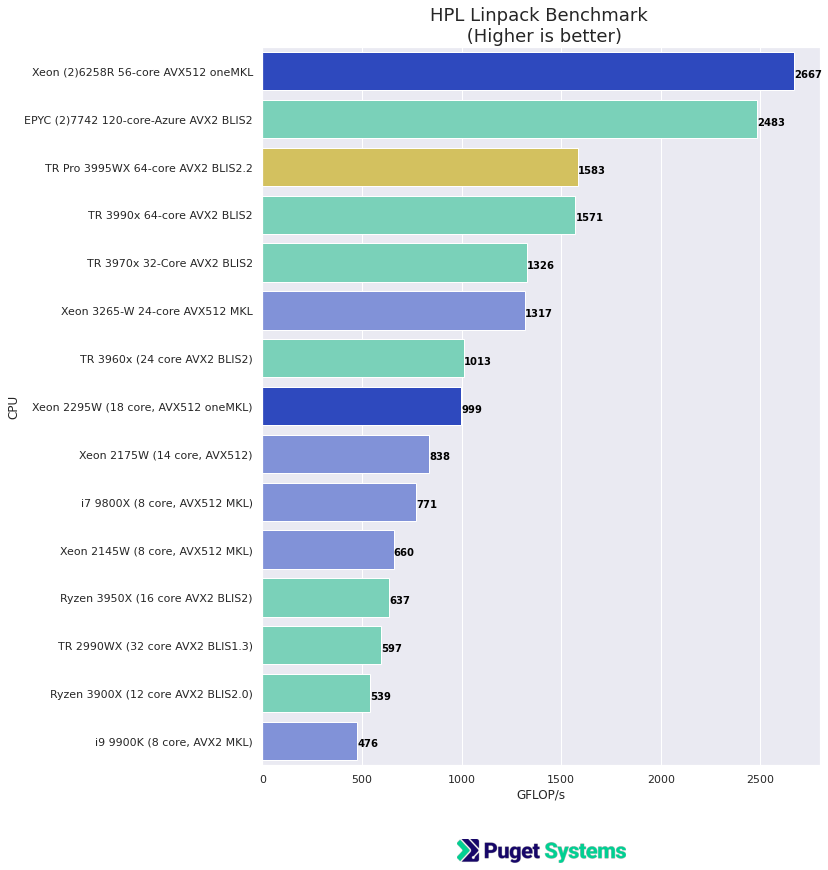 HPL Linpack Benchmark
(Higher is better)
Xeon (2)6258R 56-core AVX512 oneMKL 2667
EPYC (2)7742 120-core-Azure AVX2 BLIS2 2483
TR Pro 3995WX 64-core AVX2 BLIS2.2 1583
TR 3990x 64-core AVX2 BLIS2 1571
TR 3970x 32-Core AVX2 BLIS2 1326
Xeon 3265-W 24-core AVX512 MKL 1317
TR 3960x (24 core AVX2 BLIS2) 1013
CPU
Xeon 2295W (18 core, AVX512 oneMKL) 999
Xeon 2175W (14 core, AVX512) 838
i7 9800X (8 core, AVX512 MKL) 771
Xeon 2145W (8 core, AVX512 MKL) 660
Ryzen 3950X (16 core AVX2 BLIS2) 637
TR 2990WX (32 core AVX2 BLIS1.3) 597
Ryzen 3900X (12 core AVX2 BLIS2.0) 539
i9 9900K (8 core, AVX2 MKL) 476
0 500 1000 1500 2000 2500
GFLOP/s
Puget Systems